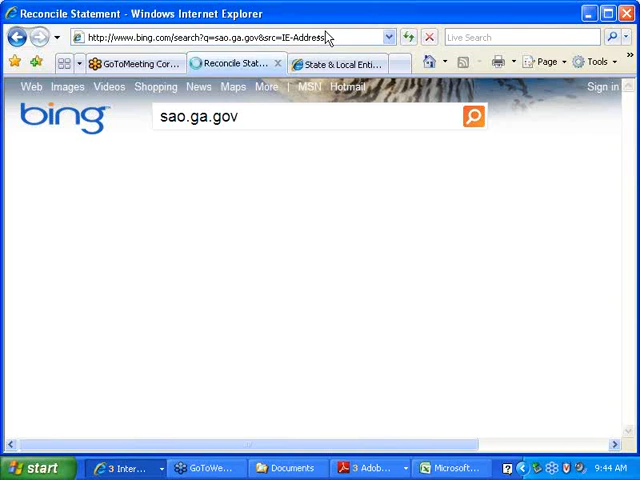 Reconcile Statement - Windows Internet Explorer
http://www.bing.com/search?q=sao.ga.gov&src=IE-Address
Live Search
GoToMeeting Cor...
Reconcile Stat...
State & Local Enti...
Page
Tools
Web Images Videos Shopping News Maps More | MSN Hotmail
Sign in
bing
sao.ga.gov
start
3 Inter...
GoToWe...
Documents
3 Adob...
Microsoft...
9:44 AM